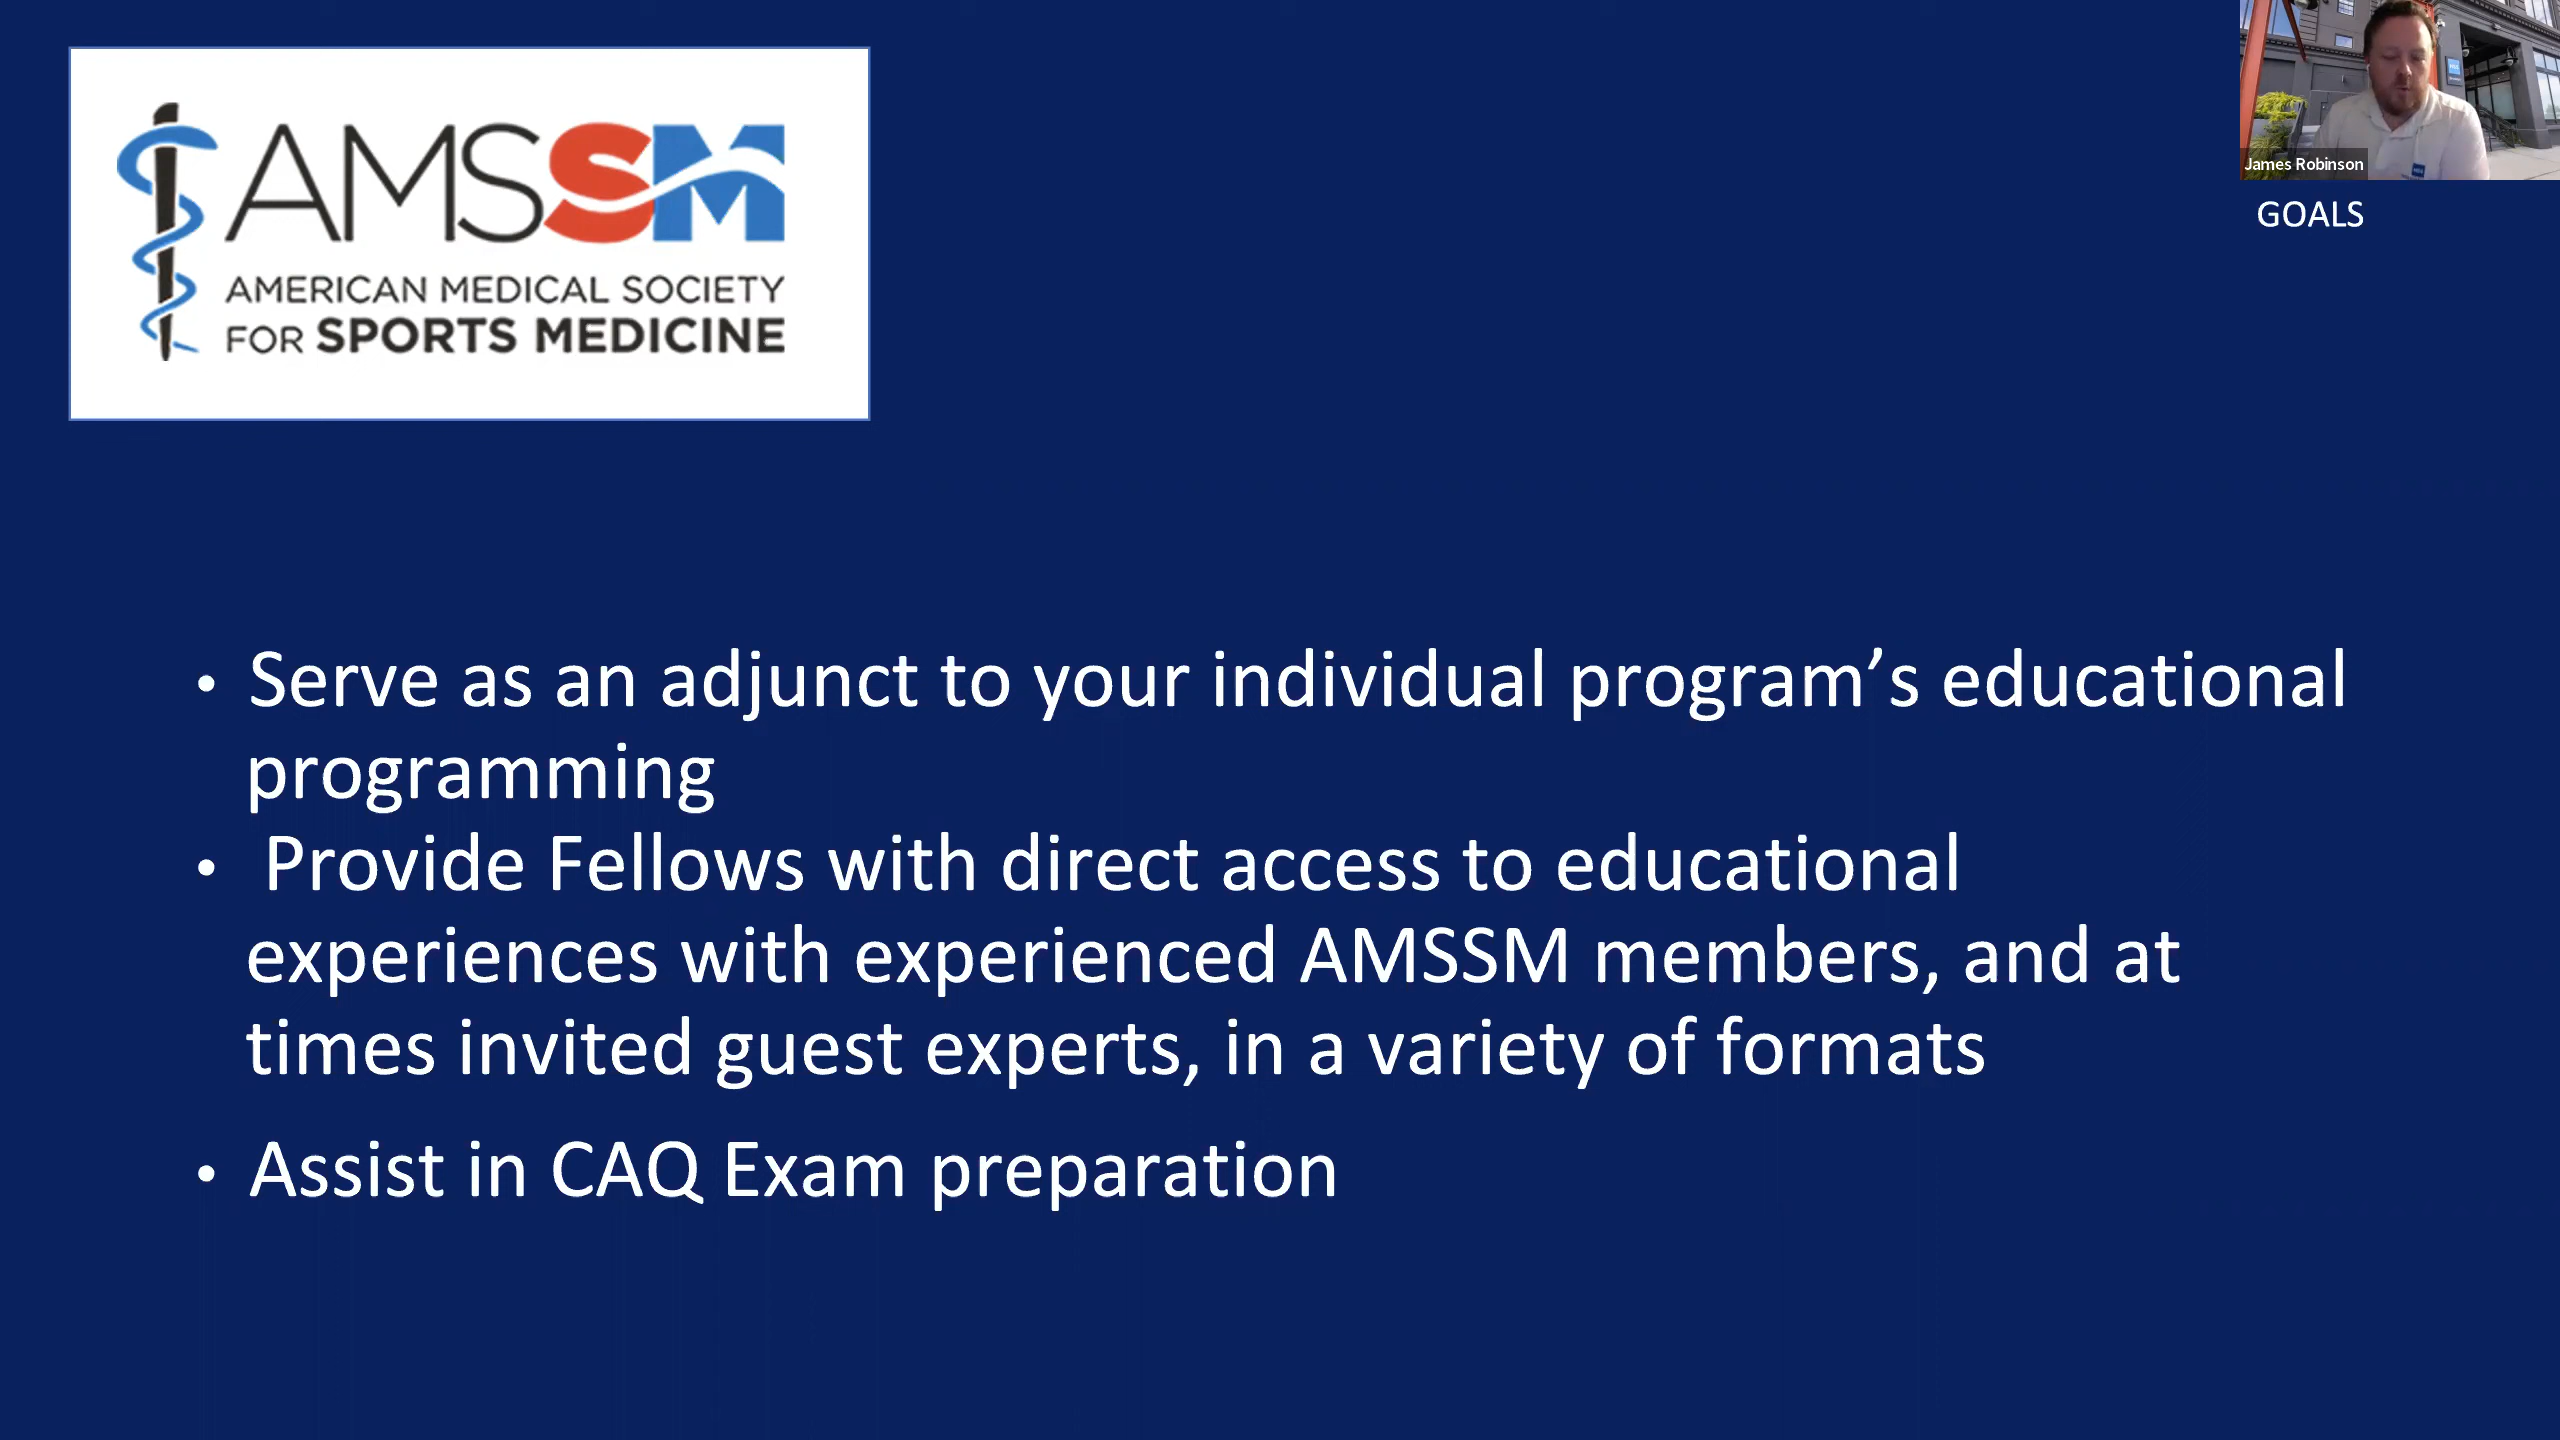 AMSSM
AMERICAN MEDICAL SOCIETY
FOR SPORTS MEDICINE
James Robinson
GOALS
• Serve as an adjunct to your individual program’s educational
programming
• Provide Fellows with direct access to educational
experiences with experienced AMSSM members, and at
times invited guest experts, in a variety of formats
• Assist in CAQ Exam preparation